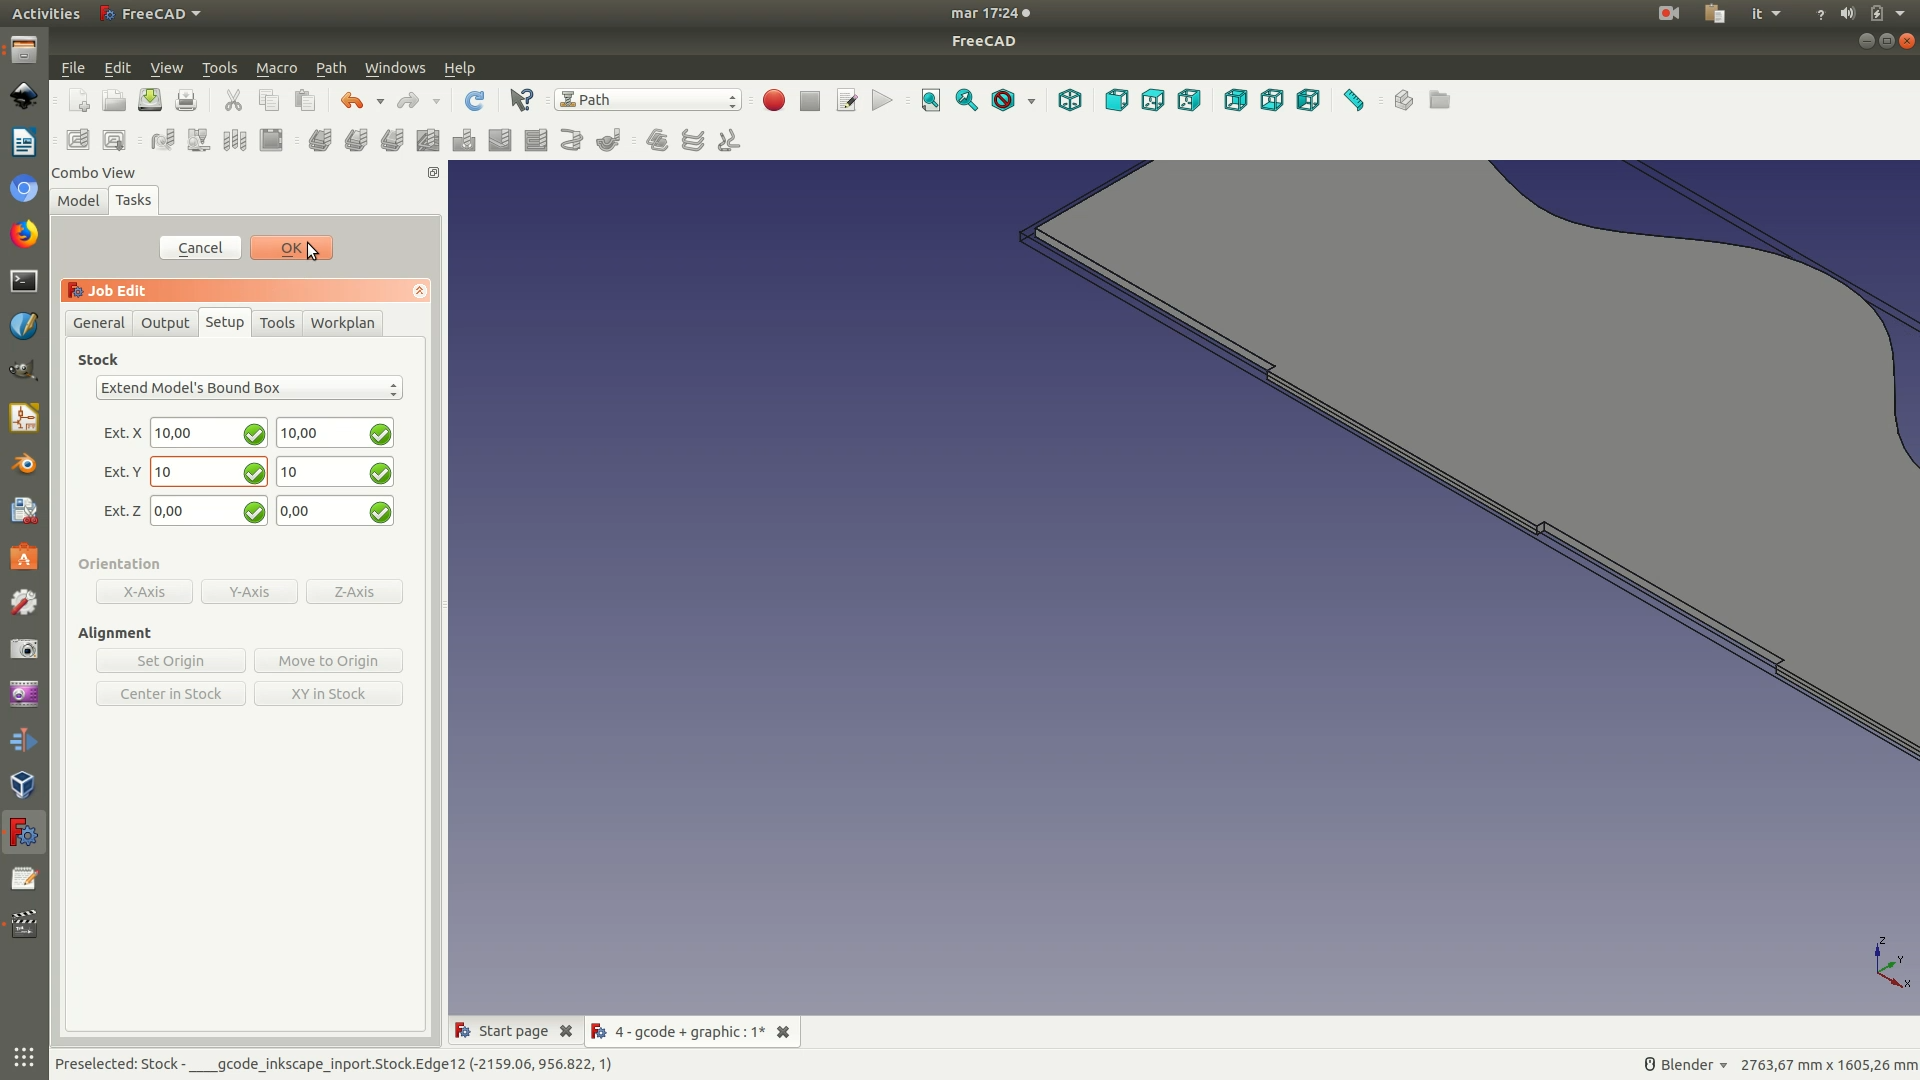 Activities FreeCAD mar 17:24 it ?
FreeCAD
File Edit View Tools Macro Path Windows Help
Path
Combo View
Model Tasks
Cancel OK
Job Edit
General Output Setup Tools Workplan
Stock
Extend Model's Bound Box
Ext. X 10,00 10,00
Ext. Y 10 10
Ext. Z 0,00 0,00
Orientation
X-Axis Y-Axis Z-Axis
Alignment
Set Origin Move to Origin
Center in Stock XY in Stock
Z
Y
X
Start page 4 - gcode + graphic : 1*
Preselected: Stock - ____gcode_inkscape_inport.Stock.Edge12 (-2159.06, 956.822, 1) Blender 2763,67 mm x 1605,26 mm